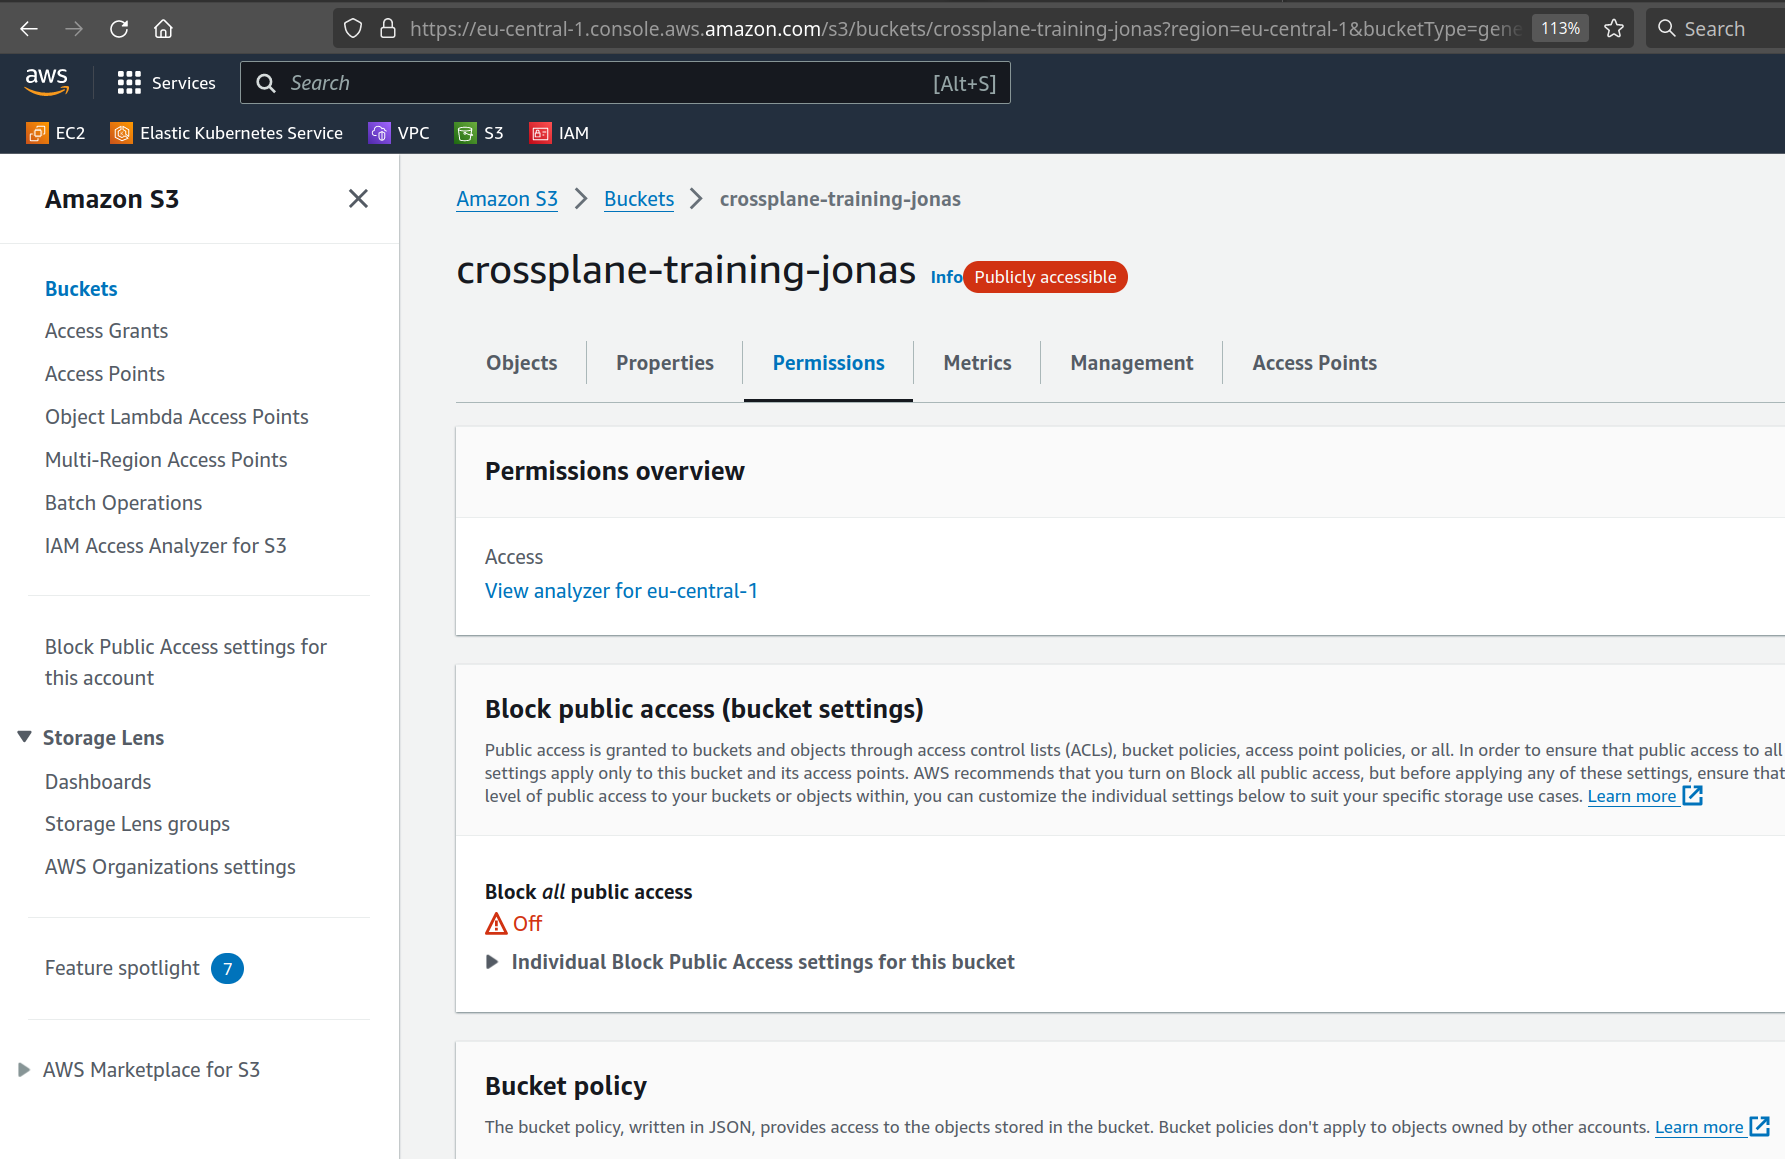 https://eu-central-1.console.aws.amazon.com/s3/buckets/crossplane-training-jonas?region=eu-central-1&bucketType=gene
113%
Search
aws
Services
Search
[Alt+S]
EC2
Elastic Kubernetes Service
VPC
S3
IAM
Amazon S3
Buckets
Access Grants
Access Points
Object Lambda Access Points
Multi-Region Access Points
Batch Operations
IAM Access Analyzer for S3
Block Public Access settings for
this account
Storage Lens
Dashboards
Storage Lens groups
AWS Organizations settings
Feature spotlight 7
AWS Marketplace for S3
Amazon S3 > Buckets > crossplane-training-jonas
crossplane-training-jonas Info Publicly accessible
Objects
Properties
Permissions
Metrics
Management
Access Points
Permissions overview
Access
View analyzer for eu-central-1
Block public access (bucket settings)
Public access is granted to buckets and objects through access control lists (ACLs), bucket policies, access point policies, or all. In order to ensure that public access to all
settings apply only to this bucket and its access points. AWS recommends that you turn on Block all public access, but before applying any of these settings, ensure that
level of public access to your buckets or objects within, you can customize the individual settings below to suit your specific storage use cases. Learn more
Block all public access
Off
Individual Block Public Access settings for this bucket
Bucket policy
The bucket policy, written in JSON, provides access to the objects stored in the bucket. Bucket policies don't apply to objects owned by other accounts. Learn more